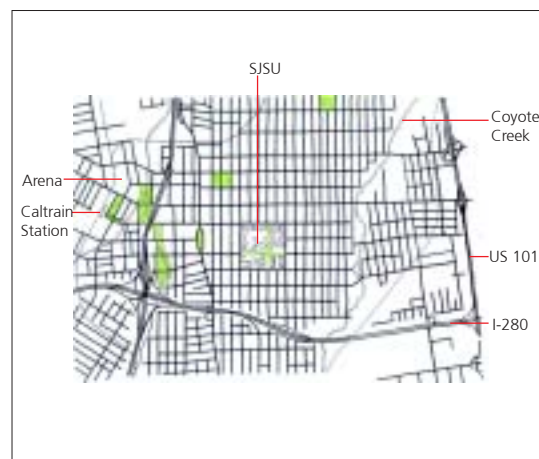 SJSU
Coyote
Creek
Arena
Caltrain
Station
US 101
I-280